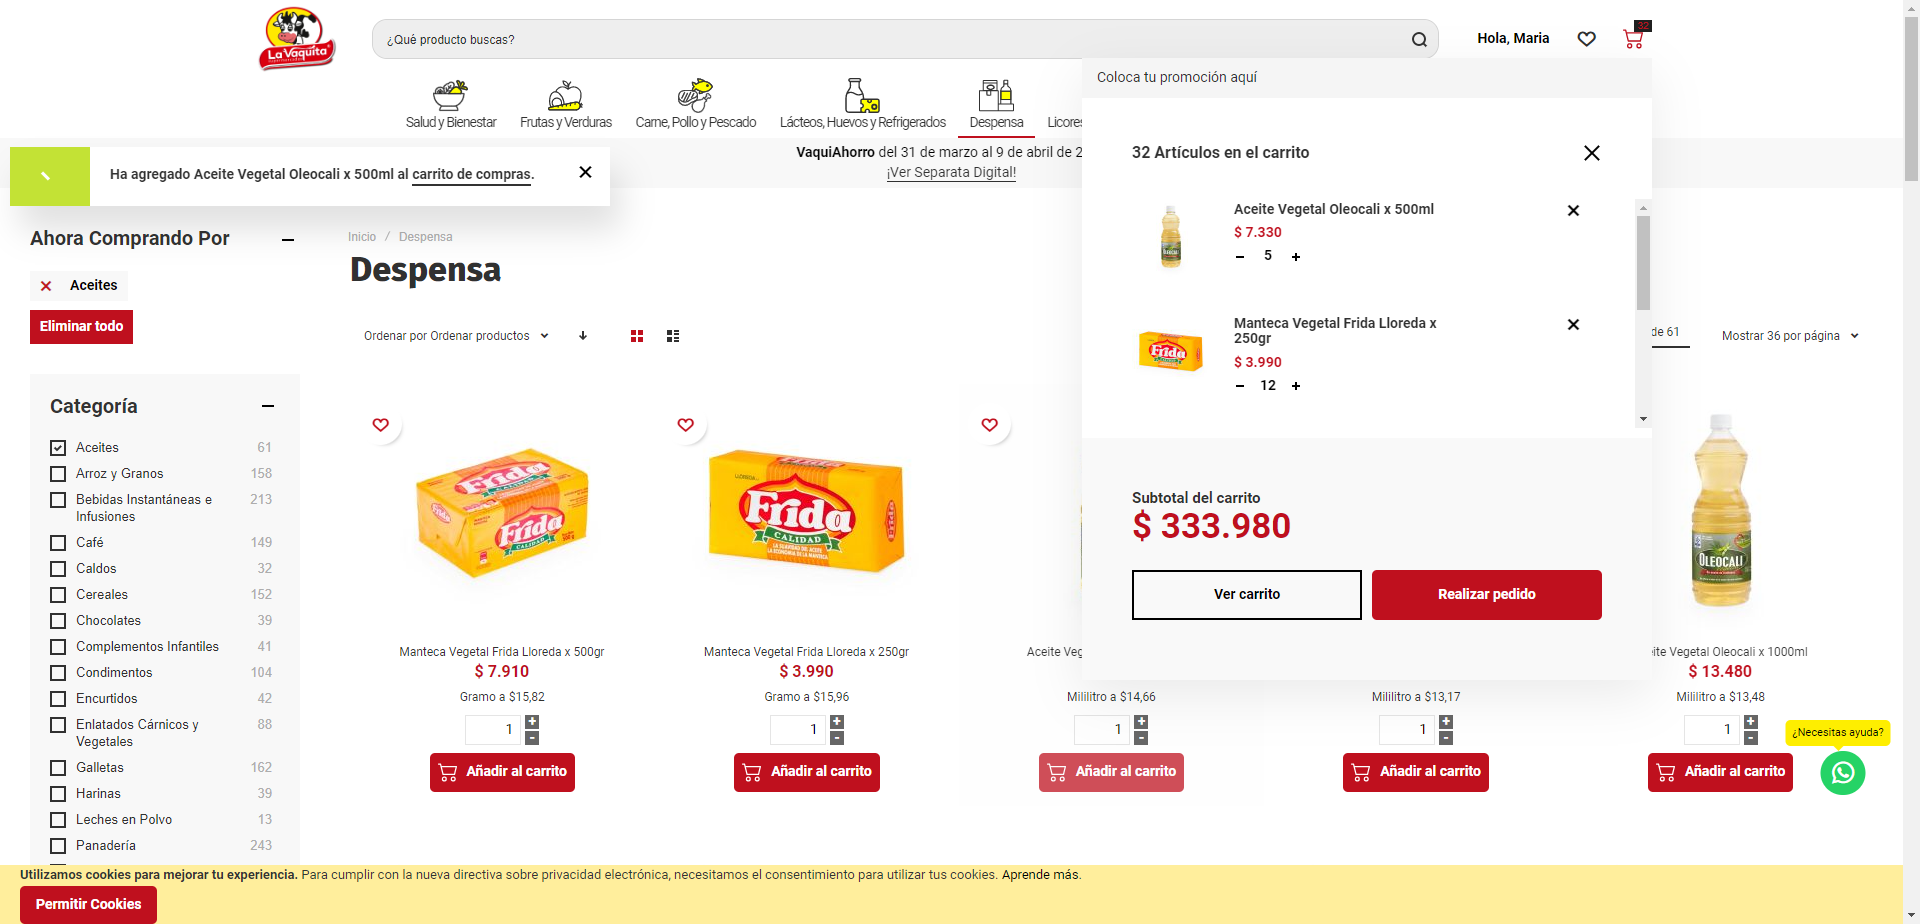 La Vaquita
¿Qué producto buscas?
Hola, Maria
32
Salud y Bienestar
Frutas y Verduras
Carne, Pollo y Pescado
Lácteos, Huevos y Refrigerados
Despensa
Licores
Coloca tu promoción aquí
VaquiAhorro del 31 de marzo al 9 de abril de 2
¡Ver Separata Digital!
Ha agregado Aceite Vegetal Oleocali x 500ml al carrito de compras.
32 Artículos en el carrito
Aceite Vegetal Oleocali x 500ml
$ 7.330
5
Manteca Vegetal Frida Lloreda x
250gr
$ 3.990
12
Subtotal del carrito
$ 333.980
Ver carrito
Realizar pedido
Ahora Comprando Por
Aceites
Eliminar todo
Inicio / Despensa
Despensa
Ordenar por Ordenar productos
de 61
Mostrar 36 por página
Categoría
Aceites 61
Arroz y Granos 158
Bebidas Instantáneas e 213
Infusiones
Café 149
Caldos 32
Cereales 152
Chocolates 39
Complementos Infantiles 41
Condimentos 104
Encurtidos 42
Enlatados Cárnicos y 88
Vegetales
Galletas 162
Harinas 39
Leches en Polvo 13
Panadería 243
Frida
Frida
CALIDAD
Frida
CALIDAD
OLEOCALI
Manteca Vegetal Frida Lloreda x 500gr
$ 7.910
Gramo a $15,82
1
Añadir al carrito
Manteca Vegetal Frida Lloreda x 250gr
$ 3.990
Gramo a $15,96
1
Añadir al carrito
Aceite Veg
Mililitro a $14,66
1
Añadir al carrito
Mililitro a $13,17
1
Añadir al carrito
ite Vegetal Oleocali x 1000ml
$ 13.480
Mililitro a $13,48
1
Añadir al carrito
¿Necesitas ayuda?
Utilizamos cookies para mejorar tu experiencia. Para cumplir con la nueva directiva sobre privacidad electrónica, necesitamos el consentimiento para utilizar tus cookies. Aprende más.
Permitir Cookies